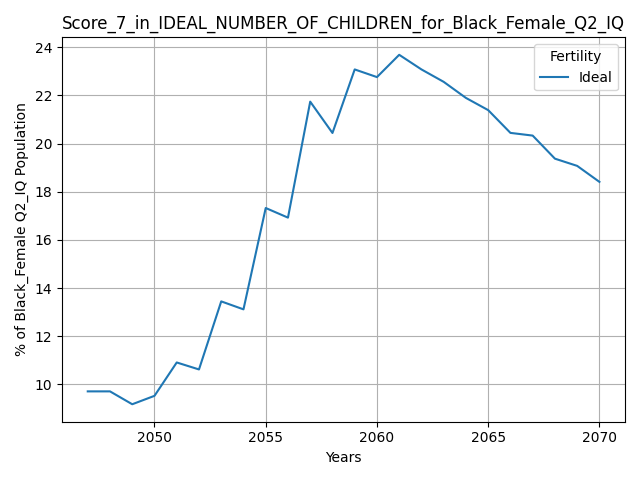 Score_7_in_IDEAL_NUMBER_OF_CHILDREN_for_Black_Female_Q2_IQ
Fertility
Ideal
% of Black_Female Q2_IQ Population
24
22
20
18
16
14
12
10
2050
2055
2060
2065
2070
Years